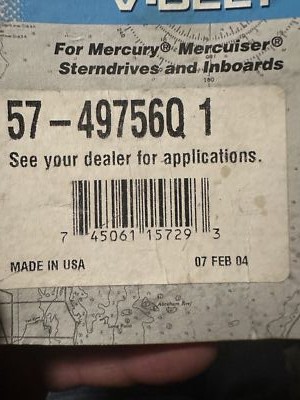 V-BELT
For Mercury® Mercruiser®
Sterndrives and Inboards
57-49756Q 1
See your dealer for applications.
7 45061 15729 3
MADE IN USA
07 FEB 04